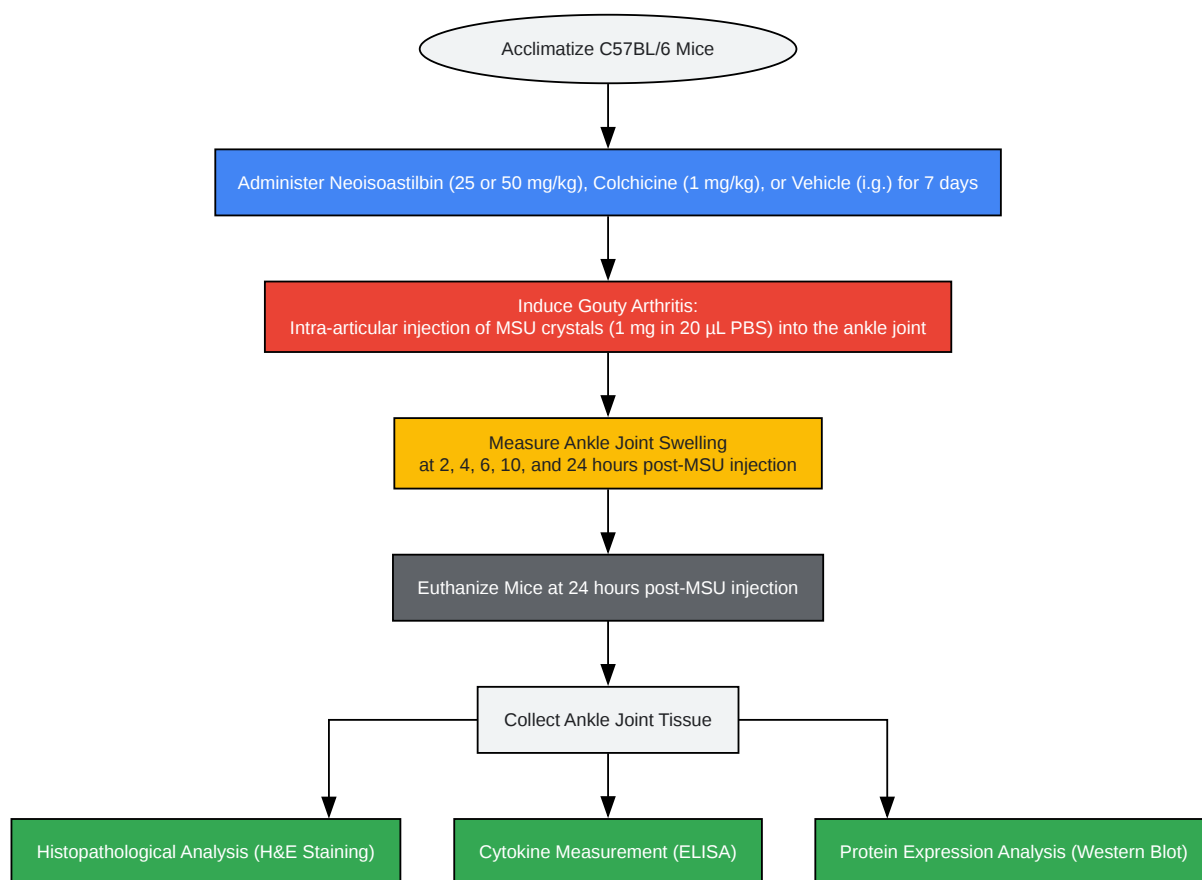 Acclimatize C57BL/6 Mice
Administer Neoisoastilbin (25 or 50 mg/kg), Colchicine (1 mg/kg), or Vehicle (i.g.) for 7 days
Induce Gouty Arthritis:
Intra-articular injection of MSU crystals (1 mg in 20 µL PBS) into the ankle joint
Measure Ankle Joint Swelling
at 2, 4, 6, 10, and 24 hours post-MSU injection
Euthanize Mice at 24 hours post-MSU injection
Collect Ankle Joint Tissue
Histopathological Analysis (H&E Staining)
Cytokine Measurement (ELISA)
Protein Expression Analysis (Western Blot)